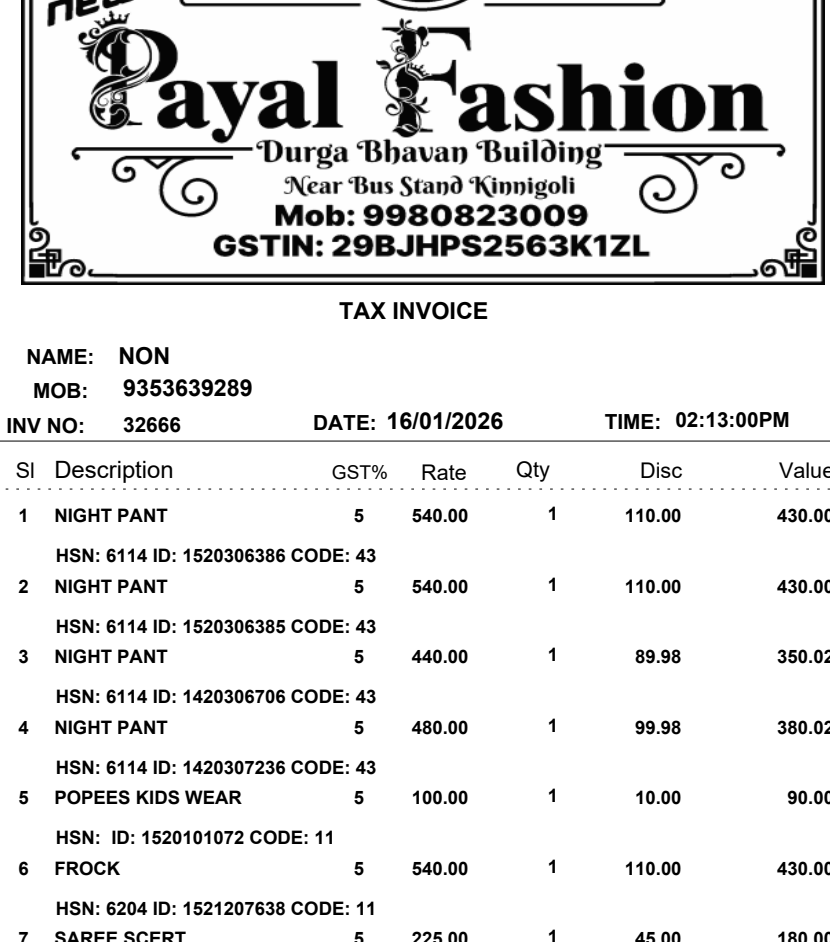 new
Payal Fashion
Durga Bhavan Building
Near Bus Stand Kinnigoli
Mob: 9980823009
GSTIN: 29BJHPS2563K1ZL
TAX INVOICE
NAME: NON
MOB: 9353639289
INV NO: 32666 DATE: 16/01/2026 TIME: 02:13:00PM
Sl Description GST% Rate Qty Disc Value
1 NIGHT PANT 5 540.00 1 110.00 430.00
HSN: 6114 ID: 1520306386 CODE: 43
2 NIGHT PANT 5 540.00 1 110.00 430.00
HSN: 6114 ID: 1520306385 CODE: 43
3 NIGHT PANT 5 440.00 1 89.98 350.02
HSN: 6114 ID: 1420306706 CODE: 43
4 NIGHT PANT 5 480.00 1 99.98 380.02
HSN: 6114 ID: 1420307236 CODE: 43
5 POPEES KIDS WEAR 5 100.00 1 10.00 90.00
HSN: ID: 1520101072 CODE: 11
6 FROCK 5 540.00 1 110.00 430.00
HSN: 6204 ID: 1521207638 CODE: 11
7 SAREE SCERT 5 225.00 1 45.00 180.00